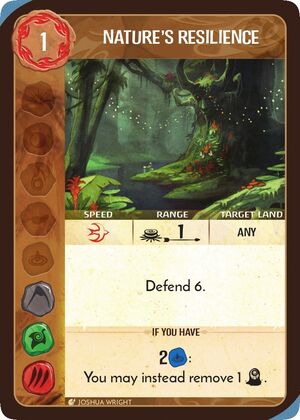 1
NATURE'S RESILIENCE
SPEED RANGE TARGET LAND
1 ANY
Defend 6.
IF YOU HAVE
2 :
You may instead remove 1 .
JOSHUA WRIGHT